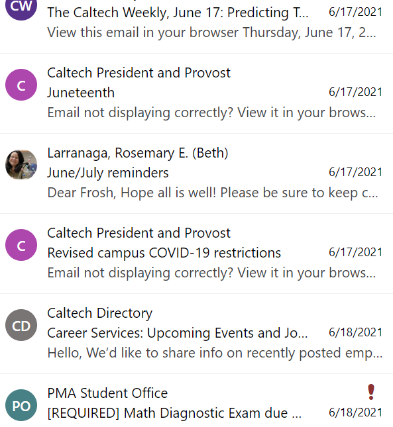 CW
The Caltech Weekly, June 17: Predicting T... 6/17/2021
View this email in your browser Thursday, June 17, 2...
Caltech President and Provost
C
Juneteenth 6/17/2021
Email not displaying correctly? View it in your brows...
Larranaga, Rosemary E. (Beth)
June/July reminders 6/17/2021
Dear Frosh, Hope all is well! Please be sure to keep c...
Caltech President and Provost
C
Revised campus COVID-19 restrictions 6/17/2021
Email not displaying correctly? View it in your brows...
Caltech Directory
CD
Career Services: Upcoming Events and Jo... 6/18/2021
Hello, We'd like to share info on recently posted emp...
PMA Student Office !
PO
[REQUIRED] Math Diagnostic Exam due ... 6/18/2021